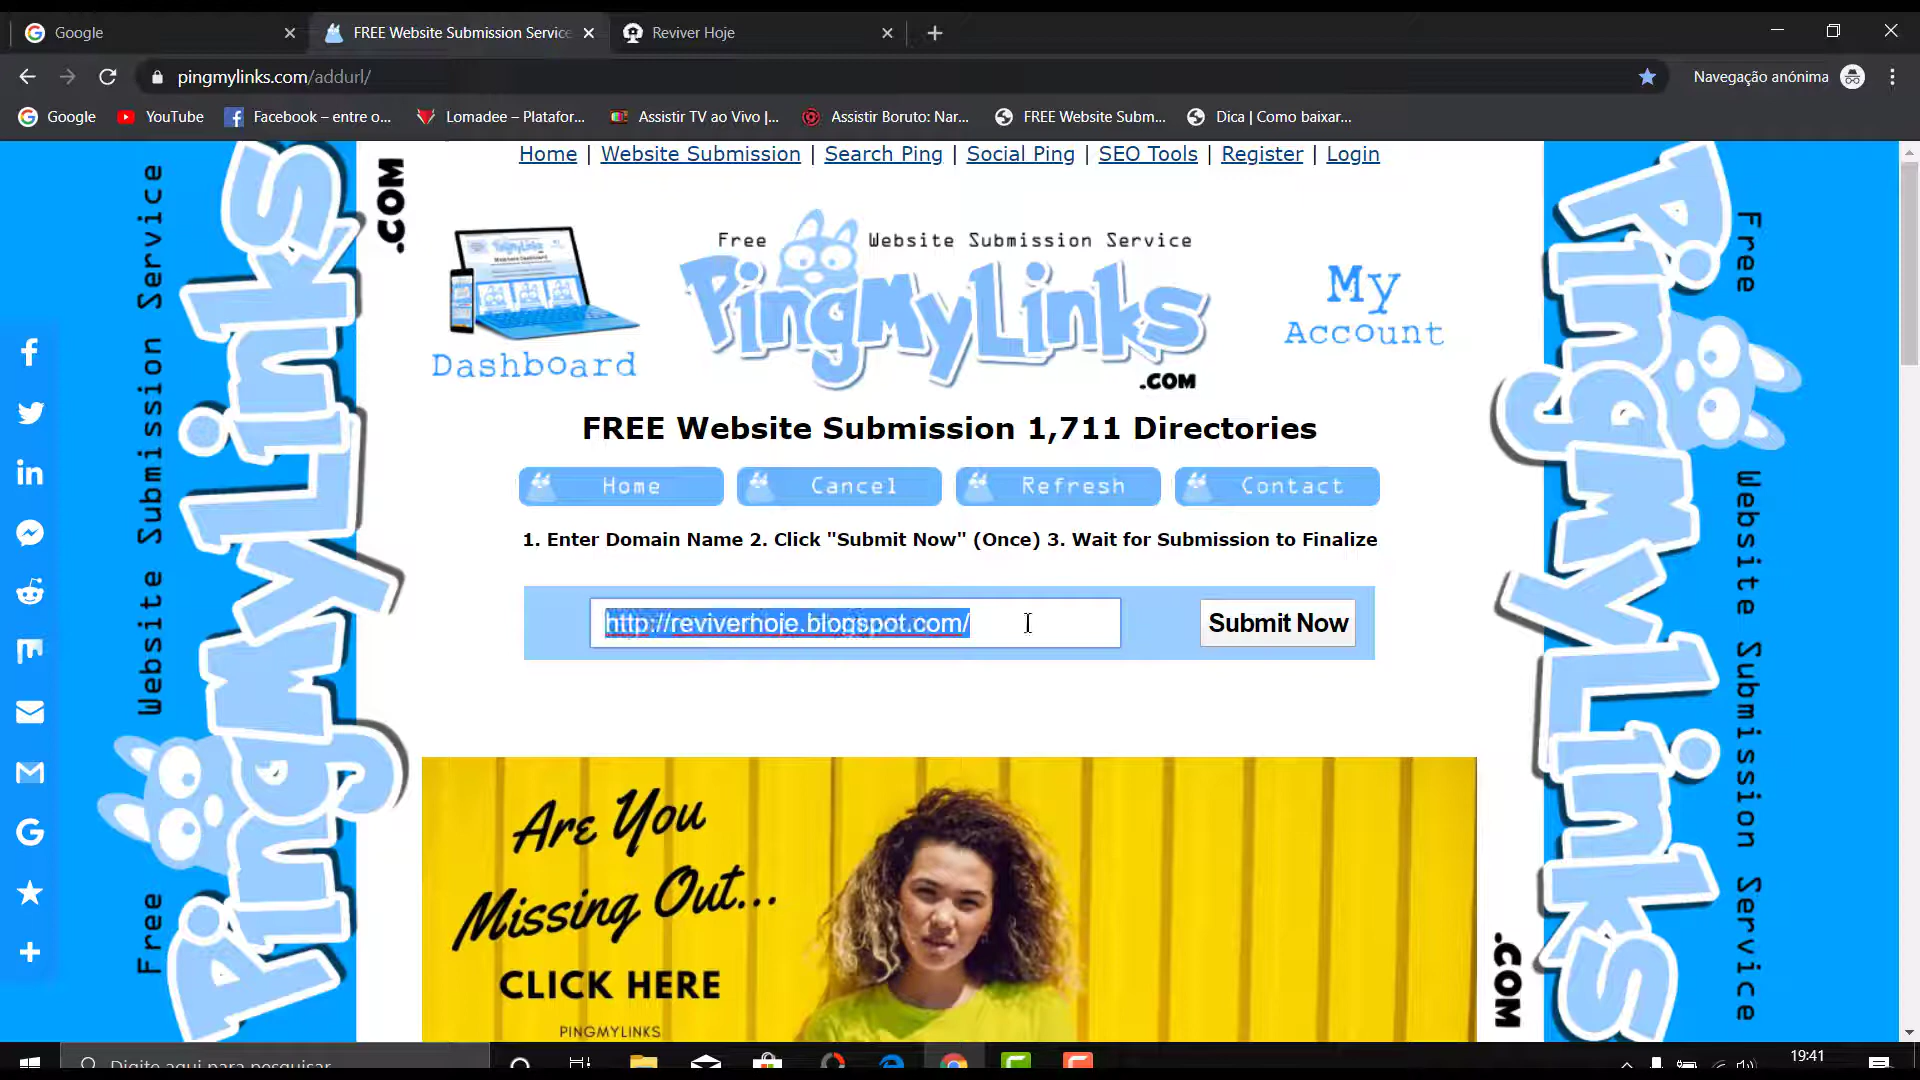 Google
FREE Website Submission Service
Reviver Hoje
pingmylinks.com/addurl/
Navegação anónima
Google
YouTube
Facebook – entre o...
Lomadee – Platafor...
Assistir TV ao Vivo |...
Assistir Boruto: Nar...
FREE Website Subm...
Dica | Como baixar...
Home | Website Submission | Search Ping | Social Ping | SEO Tools | Register | Login
Free Website Submission Service
PingMyLinks
.COM
Dashboard
My
Account
FREE Website Submission 1,711 Directories
Home
Cancel
Refresh
Contact
1. Enter Domain Name 2. Click "Submit Now" (Once) 3. Wait for Submission to Finalize
http://reviverhoje.blogspot.com/
Submit Now
Are You
Missing Out...
CLICK HERE
PINGMYLINKS
Free Website Submission Service
PingMyLinks
.COM
Free Website Submission Service
PingMyLinks
.COM
Digite aqui para pesquisar
19:41